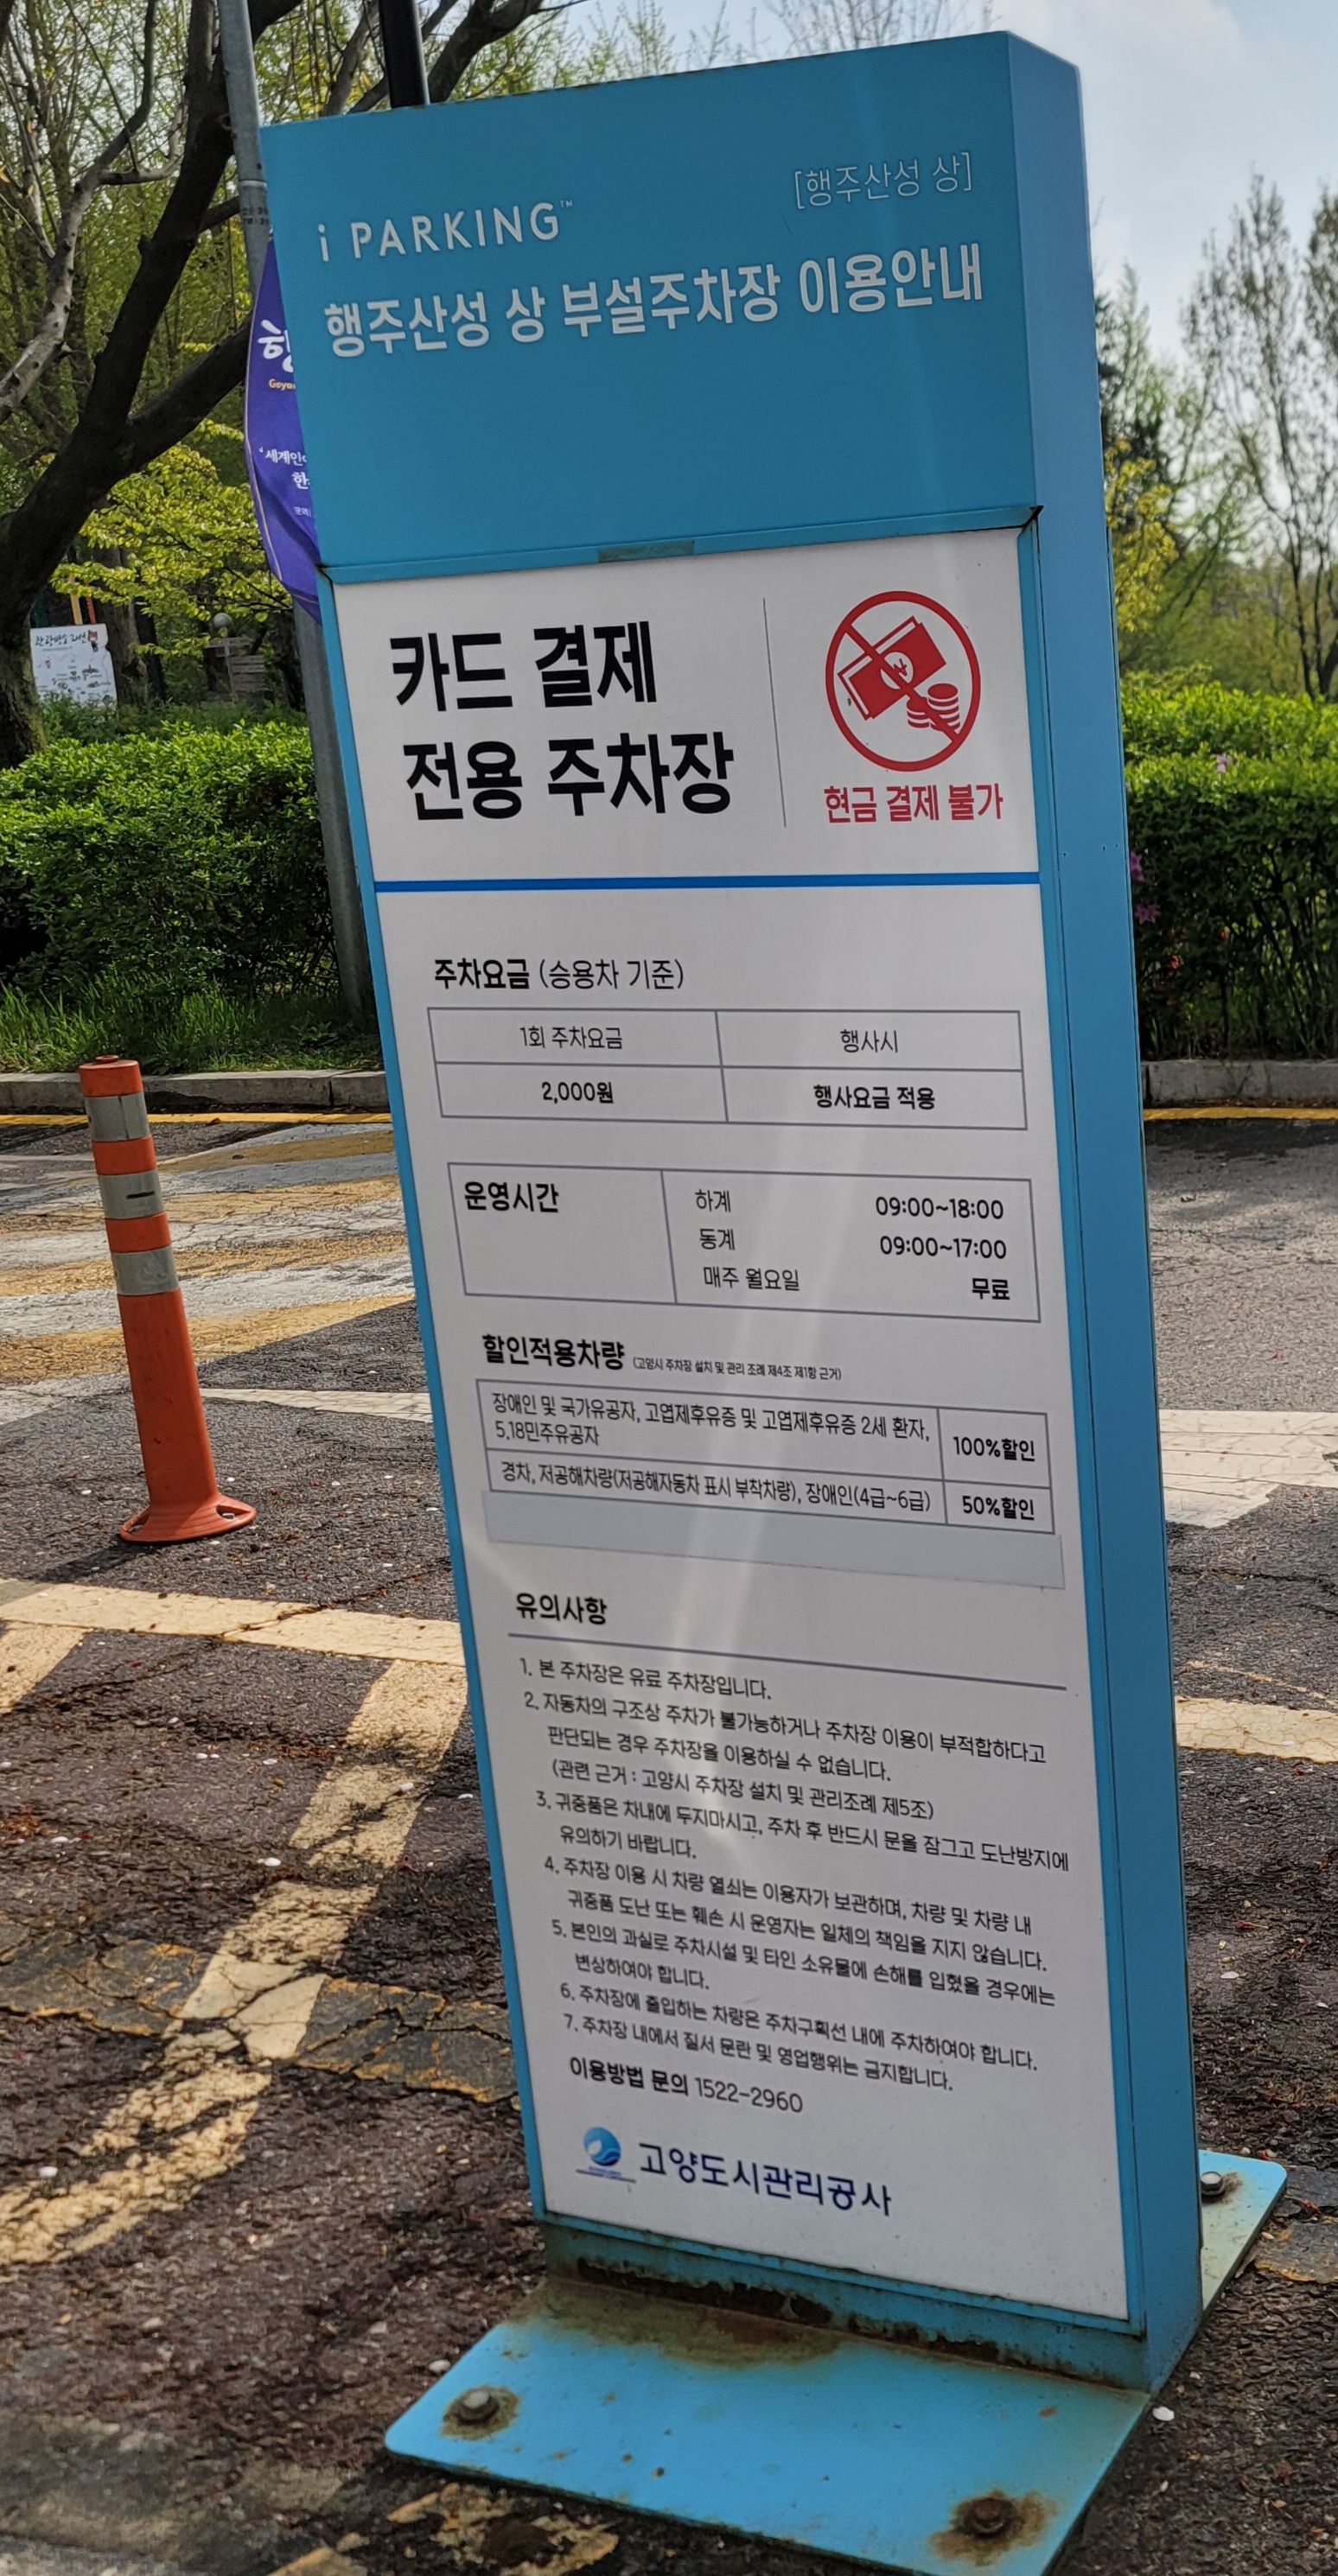 [행주산성 상]
i PARKING™
행주산성 상 부설주차장 이용안내
카드 결제
전용 주차장
현금 결제 불가
주차요금 (승용차 기준)
1회 주차요금 행사시
2,000원 행사요금 적용
운영시간 하계 09:00~18:00
동계 09:00~17:00
매주 월요일 무료
할인적용차량 (고양시 주차장 설치 및 관리 조례 제4조 제1항 근거)
장애인 및 국가유공자, 고엽제후유증 및 고엽제후유증 2세 환자,
5.18민주유공자 100%할인
경차, 저공해차량(저공해자동차 표시 부착차량), 장애인(4급~6급) 50%할인
유의사항
1. 본 주차장은 유료 주차장입니다.
2. 자동차의 구조상 주차가 불가능하거나 주차장 이용이 부적합하다고
판단되는 경우 주차장을 이용하실 수 없습니다.
(관련 근거 : 고양시 주차장 설치 및 관리조례 제5조)
3. 귀중품은 차내에 두지마시고, 주차 후 반드시 문을 잠그고 도난방지에
유의하기 바랍니다.
4. 주차장 이용 시 차량 열쇠는 이용자가 보관하며, 차량 및 차량 내
귀중품 도난 또는 훼손 시 운영자는 일체의 책임을 지지 않습니다.
5. 본인의 과실로 주차시설 및 타인 소유물에 손해를 입혔을 경우에는
변상하여야 합니다.
6. 주차장에 출입하는 차량은 주차구획선 내에 주차하여야 합니다.
7. 주차장 내에서 질서 문란 및 영업행위는 금지합니다.
이용방법 문의 1522-2960
고양도시관리공사